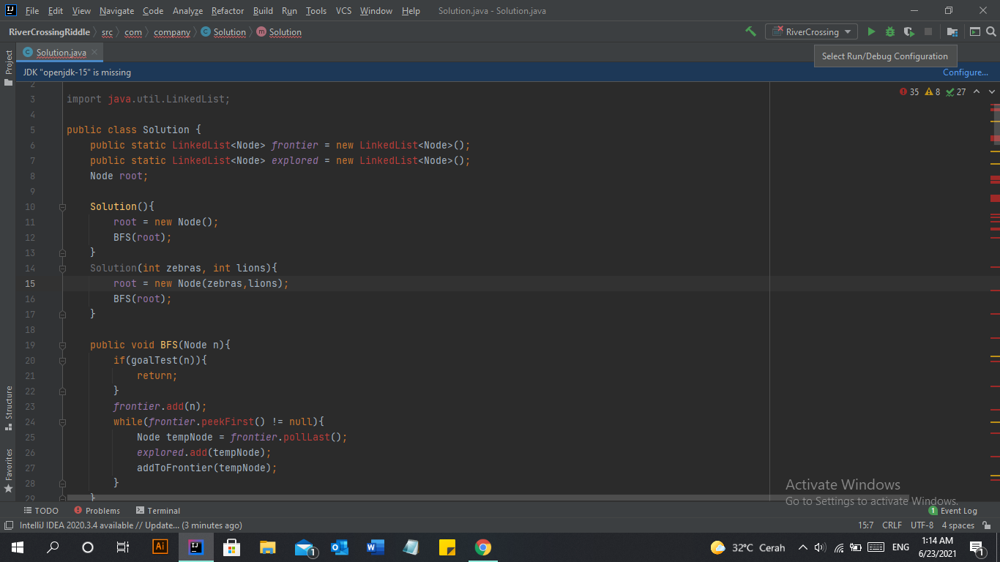 File Edit View Navigate Code Analyze Refactor Build Run Tools VCS Window Help Solution.java - Solution.java
RiverCrossingRiddle src com company Solution Solution RiverCrossing
Project Solution.java
Select Run/Debug Configuration
JDK "openjdk-15" is missing Configure...
35 8 27
2
3 import java.util.LinkedList;
4
5 public class Solution {
6 public static LinkedList<Node> frontier = new LinkedList<Node>();
7 public static LinkedList<Node> explored = new LinkedList<Node>();
8 Node root;
9
10 Solution(){
11 root = new Node();
12 BFS(root);
13 }
14 Solution(int zebras, int lions){
15 root = new Node(zebras,lions);
16 BFS(root);
17 }
18
19 public void BFS(Node n){
20 if(goalTest(n)){
21 return;
22 }
23 frontier.add(n);
24 while(frontier.peekFirst() != null){
25 Node tempNode = frontier.pollLast();
26 explored.add(tempNode);
27 addToFrontier(tempNode);
28 }
29 }
Structure
Favorites
Activate Windows
Go to Settings to activate Windows.
TODO Problems Terminal 1 Event Log
IntelliJ IDEA 2020.3.4 available // Update... (3 minutes ago) 15:7 CRLF UTF-8 4 spaces
Ai IJ 1 W 32°C Cerah ENG 1:14 AM
6/23/2021 1